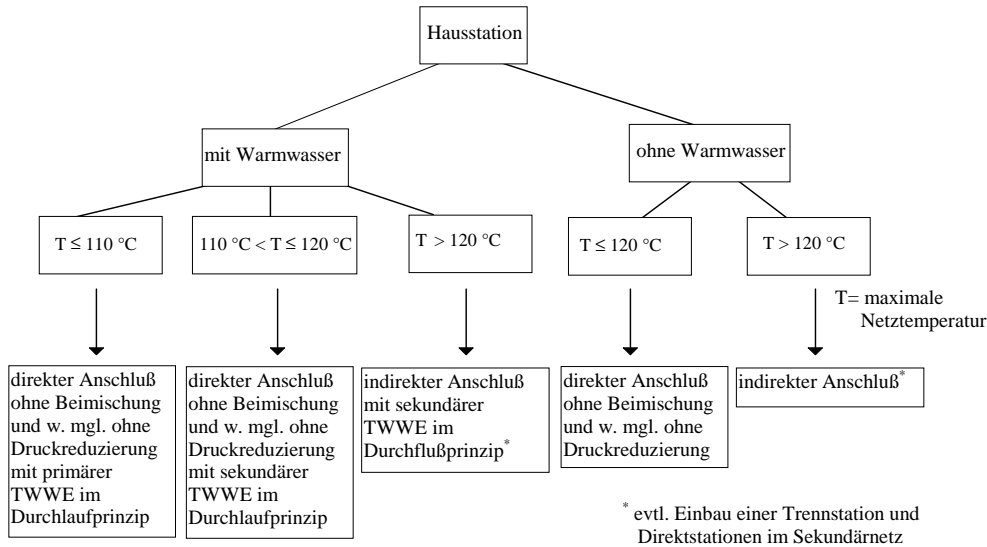 Hausstation
mit Warmwasser
ohne Warmwasser
T ≤ 110 °C
110 °C < T ≤ 120 °C
T > 120 °C
T ≤ 120 °C
T > 120 °C
T= maximale
Netztemperatur
direkter Anschluß
ohne Beimischung
und w. mgl. ohne
Druckreduzierung
mit primärer
TWWE im
Durchlaufprinzip
direkter Anschluß
ohne Beimischung
und w. mgl. ohne
Druckreduzierung
mit sekundärer
TWWE im
Durchlaufprinzip
indirekter Anschluß
mit sekundärer
TWWE im
Durchflußprinzip*
direkter Anschluß
ohne Beimischung
und w. mgl. ohne
Druckreduzierung
indirekter Anschluß*
* evtl. Einbau einer Trennstation und
Direktstationen im Sekundärnetz